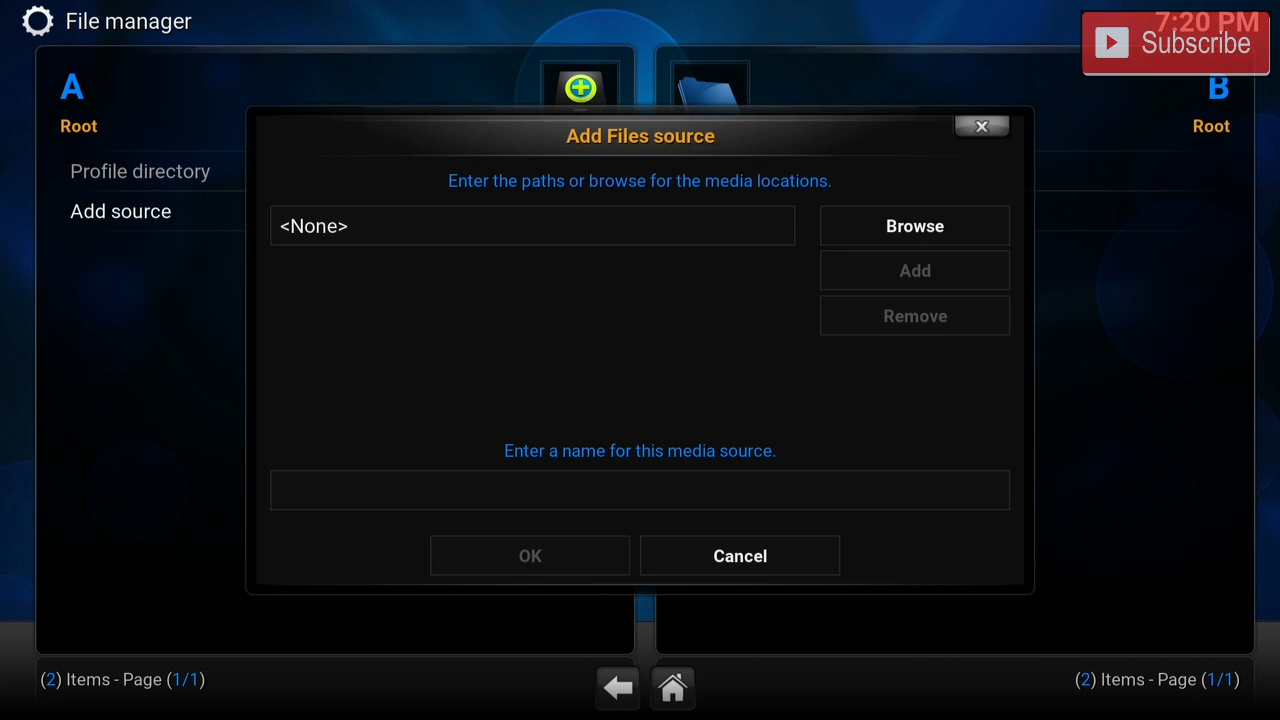 File manager
7:20 PM
Subscribe
A
B
Root
Root
Profile directory
Add source
Add Files source
Enter the paths or browse for the media locations.
<None>
Browse
Add
Remove
Enter a name for this media source.
OK
Cancel
(2) Items - Page (1/1)
(2) Items - Page (1/1)